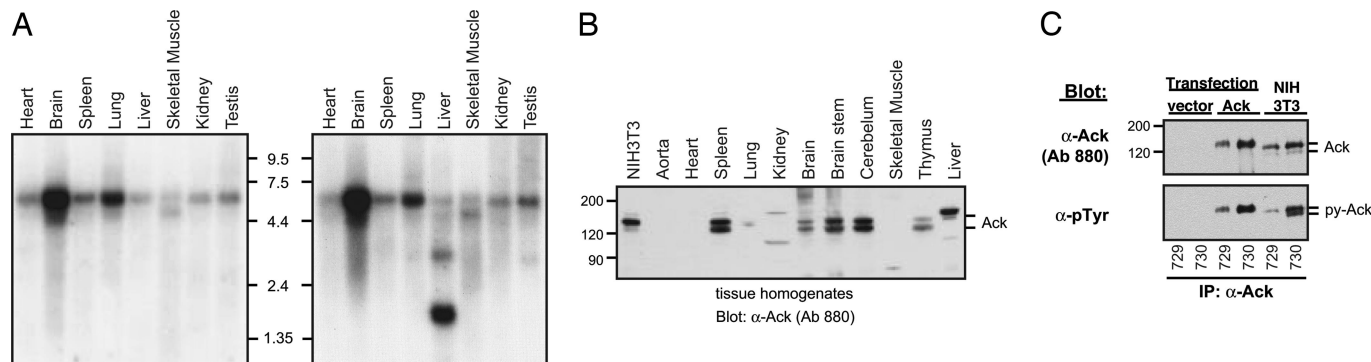 A
Heart
Brain
Spleen
Lung
Liver
Skeletal Muscle
Kidney
Testis
9.5
7.5
4.4
2.4
1.35
Heart
Brain
Spleen
Lung
Liver
Skeletal Muscle
Kidney
Testis
B
NIH3T3
Aorta
Heart
Spleen
Lung
Kidney
Brain
Brain stem
Cerebelum
Skeletal Muscle
Thymus
Liver
200
120
90
Ack
tissue homogenates
Blot: α-Ack (Ab 880)
C
Blot:
Transfection
vector Ack
NIH
3T3
α-Ack
(Ab 880)
200
120
Ack
α-pTyr
py-Ack
729
730
729
730
729
730
IP: α-Ack